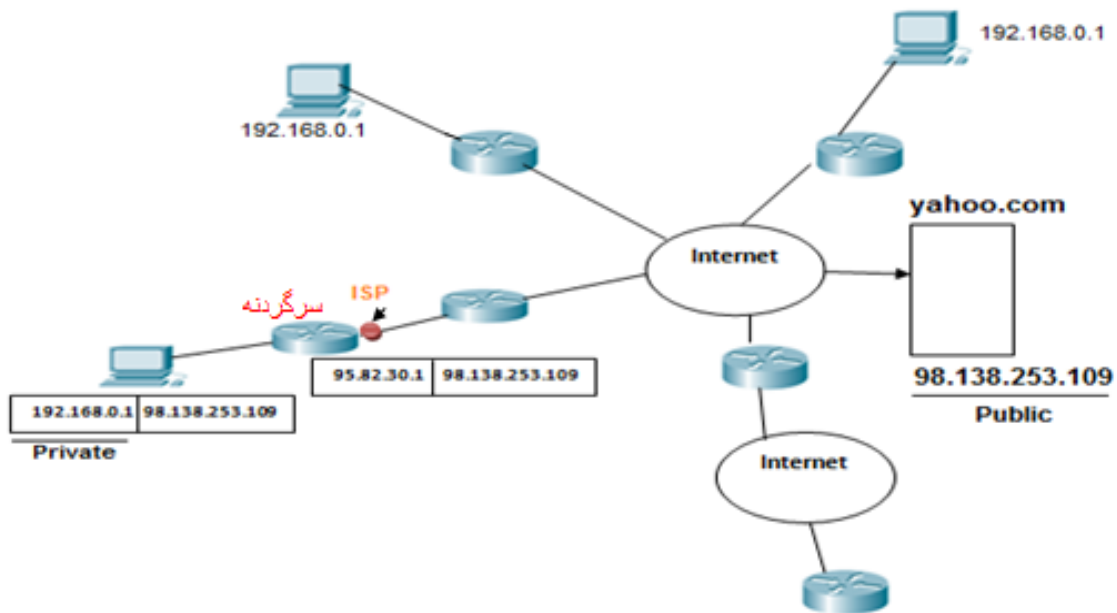 192.168.0.1
192.168.0.1
yahoo.com
Internet
سرگردنه
ISP
95.82.30.1 98.138.253.109
98.138.253.109
Public
192.168.0.1 98.138.253.109
Private
Internet